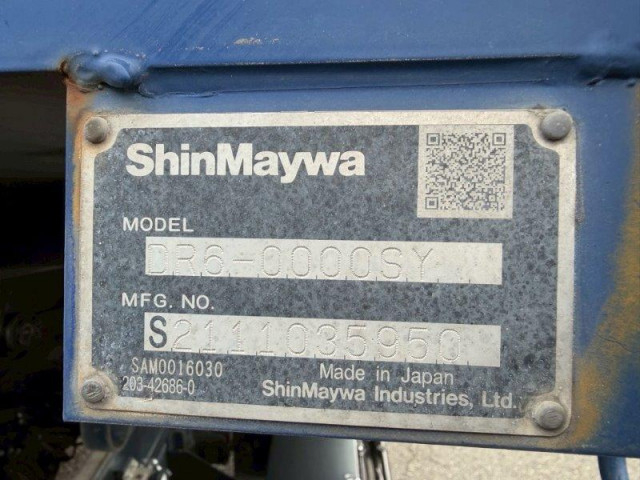 ShinMaywa
MODEL
DR6-0000SY
MFG. NO.
S2111035950
SAM0016030
203-42686-0
Made in Japan
ShinMaywa Industries, Ltd.